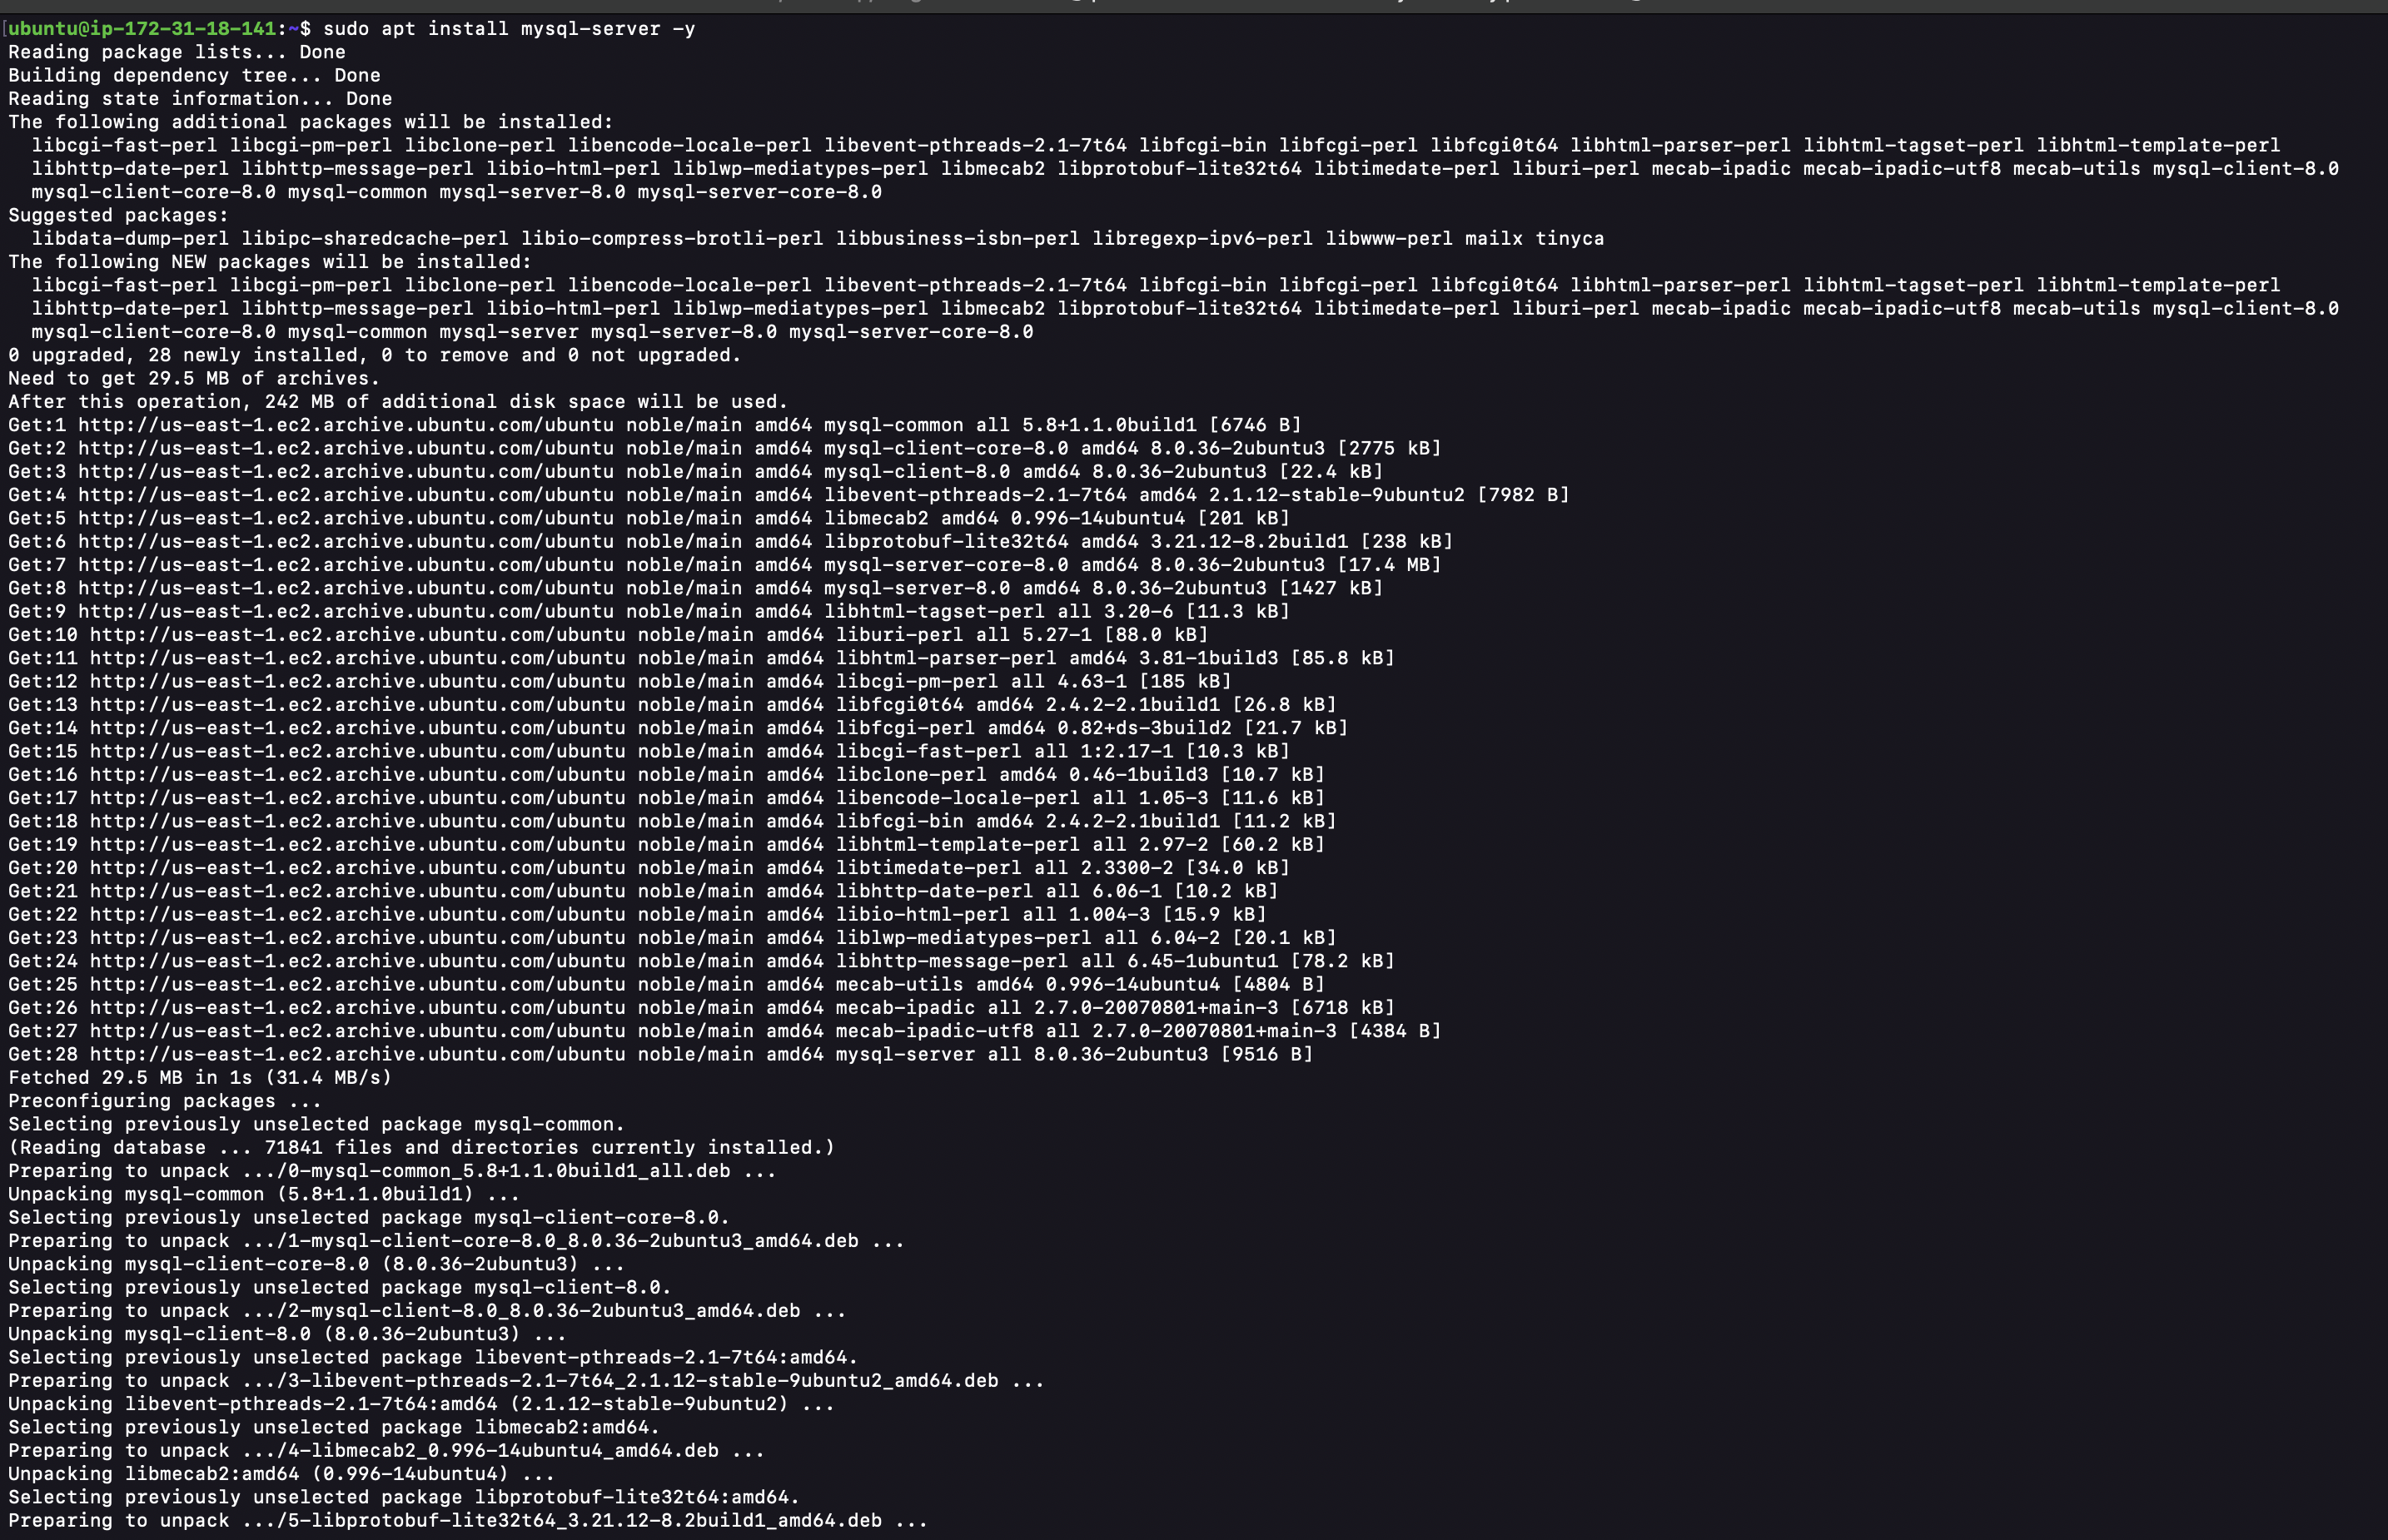 [ubuntu@ip-172-31-18-141:~$ sudo apt install mysql-server -y
Reading package lists... Done
Building dependency tree... Done
Reading state information... Done
The following additional packages will be installed:
  libcgi-fast-perl libcgi-pm-perl libclone-perl libencode-locale-perl libevent-pthreads-2.1-7t64 libfcgi-bin libfcgi-perl libfcgi0t64 libhtml-parser-perl libhtml-tagset-perl libhtml-template-perl
  libhttp-date-perl libhttp-message-perl libio-html-perl liblwp-mediatypes-perl libmecab2 libprotobuf-lite32t64 libtimedate-perl liburi-perl mecab-ipadic mecab-ipadic-utf8 mecab-utils mysql-client-8.0
  mysql-client-core-8.0 mysql-common mysql-server-8.0 mysql-server-core-8.0
Suggested packages:
  libdata-dump-perl libipc-sharedcache-perl libio-compress-brotli-perl libbusiness-isbn-perl libregexp-ipv6-perl libwww-perl mailx tinyca
The following NEW packages will be installed:
  libcgi-fast-perl libcgi-pm-perl libclone-perl libencode-locale-perl libevent-pthreads-2.1-7t64 libfcgi-bin libfcgi-perl libfcgi0t64 libhtml-parser-perl libhtml-tagset-perl libhtml-template-perl
  libhttp-date-perl libhttp-message-perl libio-html-perl liblwp-mediatypes-perl libmecab2 libprotobuf-lite32t64 libtimedate-perl liburi-perl mecab-ipadic mecab-ipadic-utf8 mecab-utils mysql-client-8.0
  mysql-client-core-8.0 mysql-common mysql-server mysql-server-8.0 mysql-server-core-8.0
0 upgraded, 28 newly installed, 0 to remove and 0 not upgraded.
Need to get 29.5 MB of archives.
After this operation, 242 MB of additional disk space will be used.
Get:1 http://us-east-1.ec2.archive.ubuntu.com/ubuntu noble/main amd64 mysql-common all 5.8+1.1.0build1 [6746 B]
Get:2 http://us-east-1.ec2.archive.ubuntu.com/ubuntu noble/main amd64 mysql-client-core-8.0 amd64 8.0.36-2ubuntu3 [2775 kB]
Get:3 http://us-east-1.ec2.archive.ubuntu.com/ubuntu noble/main amd64 mysql-client-8.0 amd64 8.0.36-2ubuntu3 [22.4 kB]
Get:4 http://us-east-1.ec2.archive.ubuntu.com/ubuntu noble/main amd64 libevent-pthreads-2.1-7t64 amd64 2.1.12-stable-9ubuntu2 [7982 B]
Get:5 http://us-east-1.ec2.archive.ubuntu.com/ubuntu noble/main amd64 libmecab2 amd64 0.996-14ubuntu4 [201 kB]
Get:6 http://us-east-1.ec2.archive.ubuntu.com/ubuntu noble/main amd64 libprotobuf-lite32t64 amd64 3.21.12-8.2build1 [238 kB]
Get:7 http://us-east-1.ec2.archive.ubuntu.com/ubuntu noble/main amd64 mysql-server-core-8.0 amd64 8.0.36-2ubuntu3 [17.4 MB]
Get:8 http://us-east-1.ec2.archive.ubuntu.com/ubuntu noble/main amd64 mysql-server-8.0 amd64 8.0.36-2ubuntu3 [1427 kB]
Get:9 http://us-east-1.ec2.archive.ubuntu.com/ubuntu noble/main amd64 libhtml-tagset-perl all 3.20-6 [11.3 kB]
Get:10 http://us-east-1.ec2.archive.ubuntu.com/ubuntu noble/main amd64 liburi-perl all 5.27-1 [88.0 kB]
Get:11 http://us-east-1.ec2.archive.ubuntu.com/ubuntu noble/main amd64 libhtml-parser-perl amd64 3.81-1build3 [85.8 kB]
Get:12 http://us-east-1.ec2.archive.ubuntu.com/ubuntu noble/main amd64 libcgi-pm-perl all 4.63-1 [185 kB]
Get:13 http://us-east-1.ec2.archive.ubuntu.com/ubuntu noble/main amd64 libfcgi0t64 amd64 2.4.2-2.1build1 [26.8 kB]
Get:14 http://us-east-1.ec2.archive.ubuntu.com/ubuntu noble/main amd64 libfcgi-perl amd64 0.82+ds-3build2 [21.7 kB]
Get:15 http://us-east-1.ec2.archive.ubuntu.com/ubuntu noble/main amd64 libcgi-fast-perl all 1:2.17-1 [10.3 kB]
Get:16 http://us-east-1.ec2.archive.ubuntu.com/ubuntu noble/main amd64 libclone-perl amd64 0.46-1build3 [10.7 kB]
Get:17 http://us-east-1.ec2.archive.ubuntu.com/ubuntu noble/main amd64 libencode-locale-perl all 1.05-3 [11.6 kB]
Get:18 http://us-east-1.ec2.archive.ubuntu.com/ubuntu noble/main amd64 libfcgi-bin amd64 2.4.2-2.1build1 [11.2 kB]
Get:19 http://us-east-1.ec2.archive.ubuntu.com/ubuntu noble/main amd64 libhtml-template-perl all 2.97-2 [60.2 kB]
Get:20 http://us-east-1.ec2.archive.ubuntu.com/ubuntu noble/main amd64 libtimedate-perl all 2.3300-2 [34.0 kB]
Get:21 http://us-east-1.ec2.archive.ubuntu.com/ubuntu noble/main amd64 libhttp-date-perl all 6.06-1 [10.2 kB]
Get:22 http://us-east-1.ec2.archive.ubuntu.com/ubuntu noble/main amd64 libio-html-perl all 1.004-3 [15.9 kB]
Get:23 http://us-east-1.ec2.archive.ubuntu.com/ubuntu noble/main amd64 liblwp-mediatypes-perl all 6.04-2 [20.1 kB]
Get:24 http://us-east-1.ec2.archive.ubuntu.com/ubuntu noble/main amd64 libhttp-message-perl all 6.45-1ubuntu1 [78.2 kB]
Get:25 http://us-east-1.ec2.archive.ubuntu.com/ubuntu noble/main amd64 mecab-utils amd64 0.996-14ubuntu4 [4804 B]
Get:26 http://us-east-1.ec2.archive.ubuntu.com/ubuntu noble/main amd64 mecab-ipadic all 2.7.0-20070801+main-3 [6718 kB]
Get:27 http://us-east-1.ec2.archive.ubuntu.com/ubuntu noble/main amd64 mecab-ipadic-utf8 all 2.7.0-20070801+main-3 [4384 B]
Get:28 http://us-east-1.ec2.archive.ubuntu.com/ubuntu noble/main amd64 mysql-server all 8.0.36-2ubuntu3 [9516 B]
Fetched 29.5 MB in 1s (31.4 MB/s)
Preconfiguring packages ...
Selecting previously unselected package mysql-common.
(Reading database ... 71841 files and directories currently installed.)
Preparing to unpack .../0-mysql-common_5.8+1.1.0build1_all.deb ...
Unpacking mysql-common (5.8+1.1.0build1) ...
Selecting previously unselected package mysql-client-core-8.0.
Preparing to unpack .../1-mysql-client-core-8.0_8.0.36-2ubuntu3_amd64.deb ...
Unpacking mysql-client-core-8.0 (8.0.36-2ubuntu3) ...
Selecting previously unselected package mysql-client-8.0.
Preparing to unpack .../2-mysql-client-8.0_8.0.36-2ubuntu3_amd64.deb ...
Unpacking mysql-client-8.0 (8.0.36-2ubuntu3) ...
Selecting previously unselected package libevent-pthreads-2.1-7t64:amd64.
Preparing to unpack .../3-libevent-pthreads-2.1-7t64_2.1.12-stable-9ubuntu2_amd64.deb ...
Unpacking libevent-pthreads-2.1-7t64:amd64 (2.1.12-stable-9ubuntu2) ...
Selecting previously unselected package libmecab2:amd64.
Preparing to unpack .../4-libmecab2_0.996-14ubuntu4_amd64.deb ...
Unpacking libmecab2:amd64 (0.996-14ubuntu4) ...
Selecting previously unselected package libprotobuf-lite32t64:amd64.
Preparing to unpack .../5-libprotobuf-lite32t64_3.21.12-8.2build1_amd64.deb ...